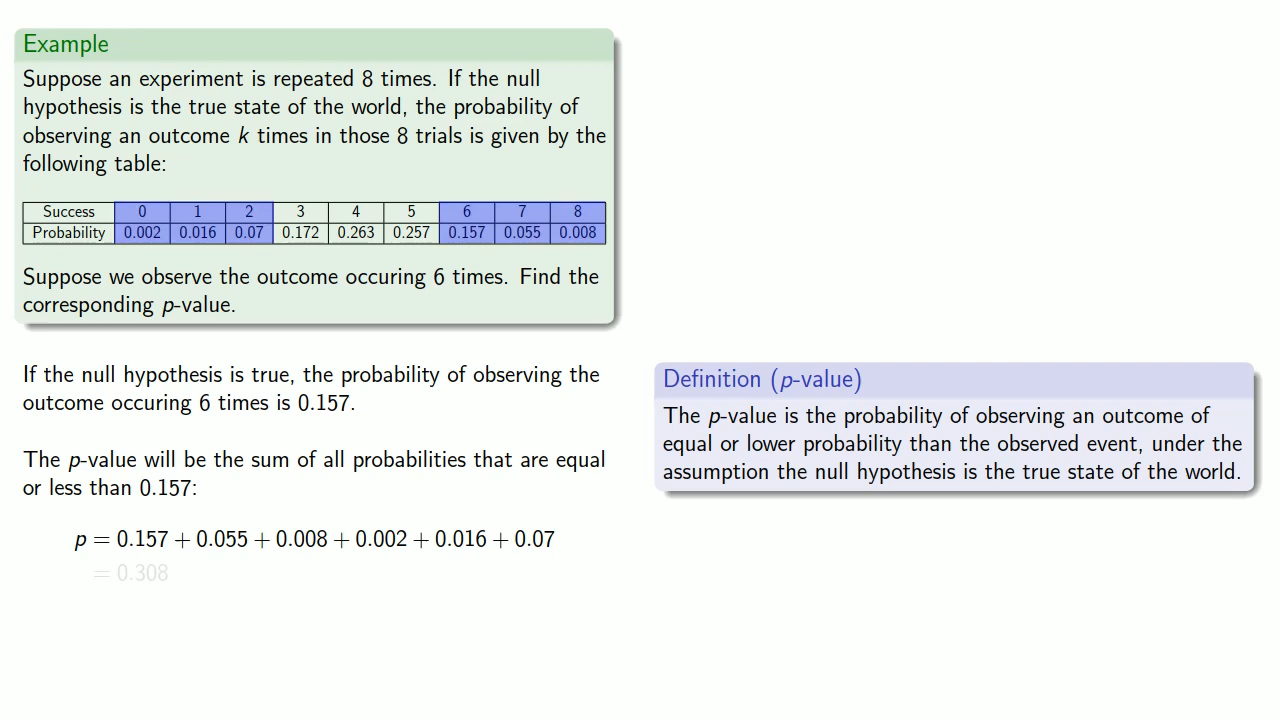 Example
Suppose an experiment is repeated 8 times. If the null
hypothesis is the true state of the world, the probability of
observing an outcome k times in those 8 trials is given by the
following table:
Success 0 1 2 3 4 5 6 7 8
Probability 0.002 0.016 0.07 0.172 0.263 0.257 0.157 0.055 0.008
Suppose we observe the outcome occuring 6 times. Find the
corresponding p-value.
If the null hypothesis is true, the probability of observing the
outcome occuring 6 times is 0.157.
The p-value will be the sum of all probabilities that are equal
or less than 0.157:
p = 0.157 + 0.055 + 0.008 + 0.002 + 0.016 + 0.07
= 0.308
Definition (p-value)
The p-value is the probability of observing an outcome of
equal or lower probability than the observed event, under the
assumption the null hypothesis is the true state of the world.